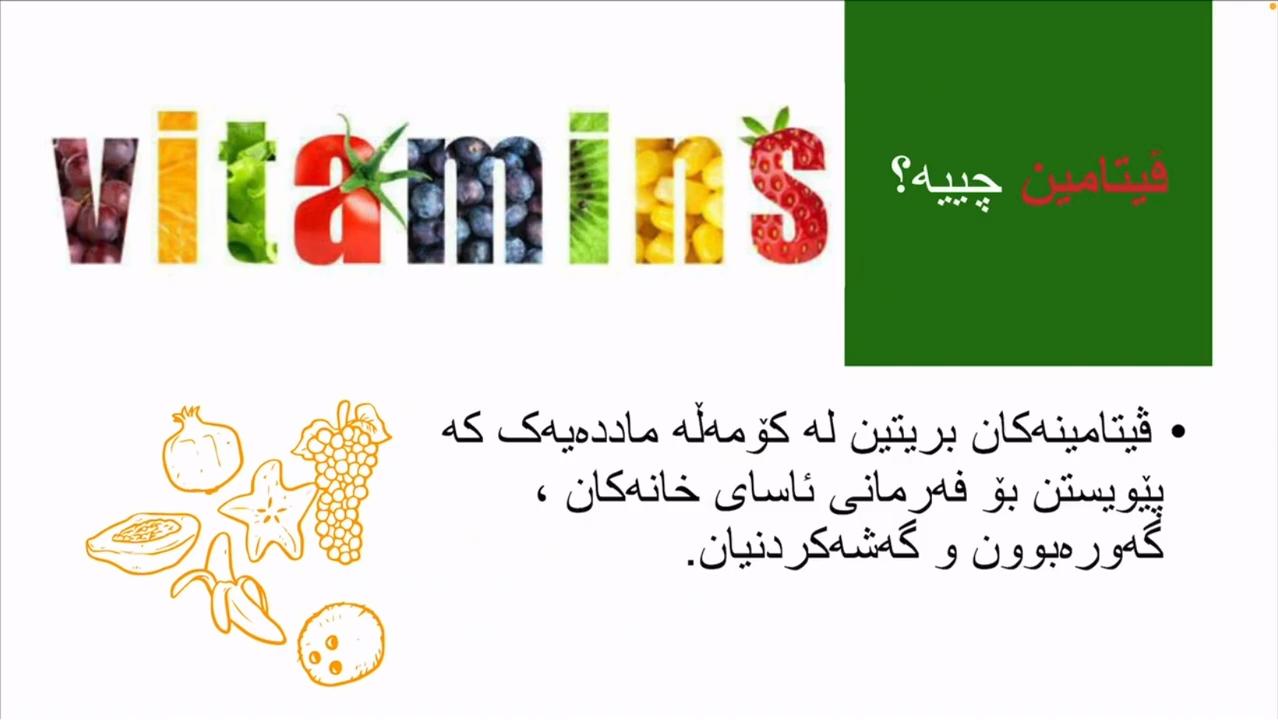 vitamins
ڤیتامین چییە؟
• ڤیتامینەکان بریتین لە کۆمەڵە ماددەیەک کە
پێویستن بۆ فەرمانی ئاسای خانەکان ،
گەورەبوون و گەشەکردنیان.